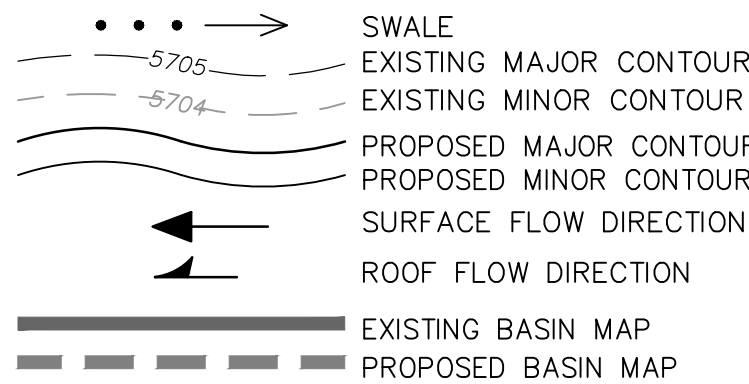 SWALE
5705 EXISTING MAJOR CONTOUR
5704 EXISTING MINOR CONTOUR
PROPOSED MAJOR CONTOUR
PROPOSED MINOR CONTOUR
SURFACE FLOW DIRECTION
ROOF FLOW DIRECTION
EXISTING BASIN MAP
PROPOSED BASIN MAP